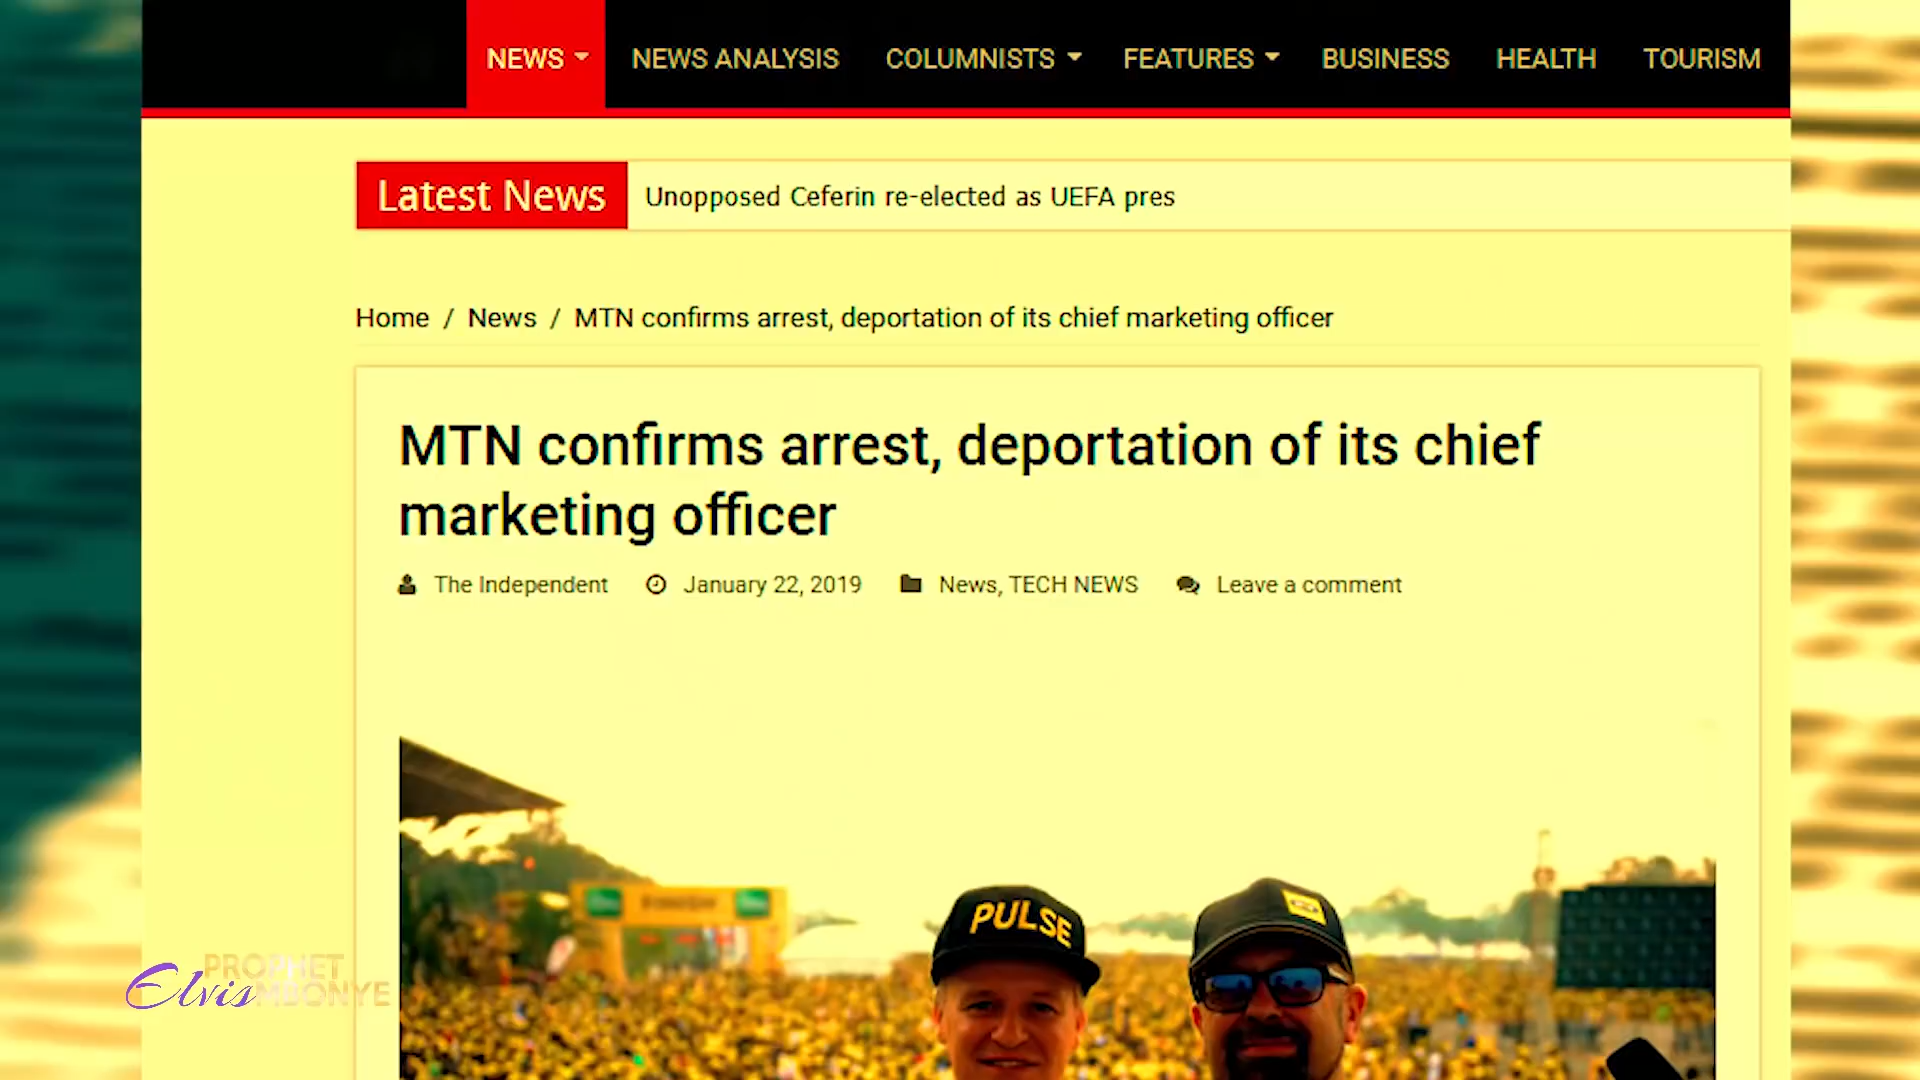 NEWS NEWS ANALYSIS COLUMNISTS FEATURES BUSINESS HEALTH TOURISM
Latest News Unopposed Ceferin re-elected as UEFA pres
Home / News / MTN confirms arrest, deportation of its chief marketing officer
MTN confirms arrest, deportation of its chief
marketing officer
The Independent January 22, 2019 News, TECH NEWS Leave a comment
PULSE
PROPHET
Elvis MBONYE